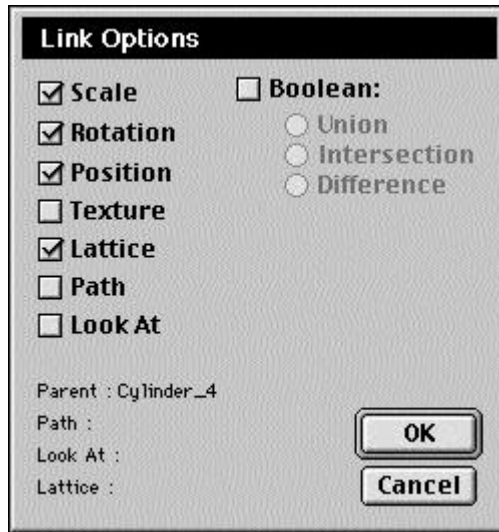 Link Options
Scale
Rotation
Position
Texture
Lattice
Path
Look At
Boolean:
Union
Intersection
Difference
Parent : Cylinder_4
Path :
Look At :
Lattice :
OK
Cancel